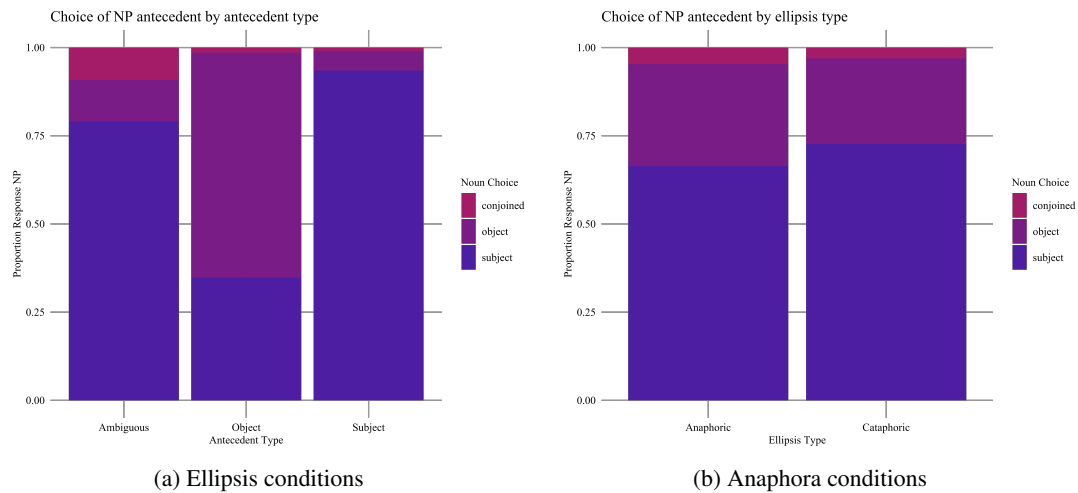 Choice of NP antecedent by antecedent type
Proportion Response NP
1.00
0.75
0.50
0.25
0.00
Ambiguous
Object
Subject
Antecedent Type
Noun Choice
conjoined
object
subject
(a) Ellipsis conditions
Choice of NP antecedent by ellipsis type
Proportion Response NP
1.00
0.75
0.50
0.25
0.00
Anaphoric
Cataphoric
Ellipsis Type
Noun Choice
conjoined
object
subject
(b) Anaphora conditions